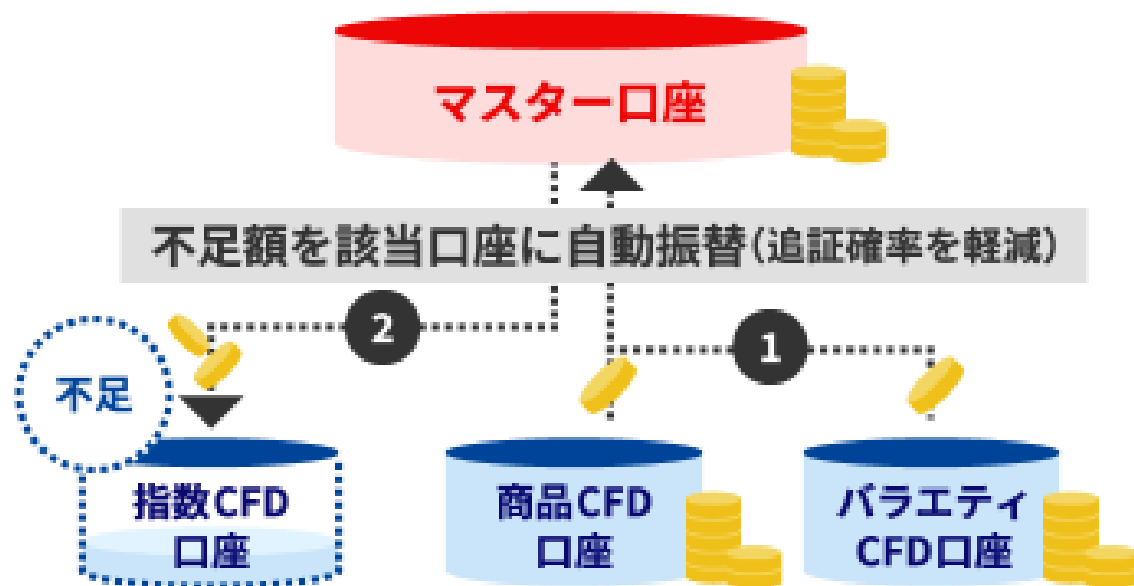 マスター口座
不足額を該当口座に自動振替(追証確率を軽減)
2
1
不足
指数CFD
口座
商品CFD
口座
バラエティ
CFD口座